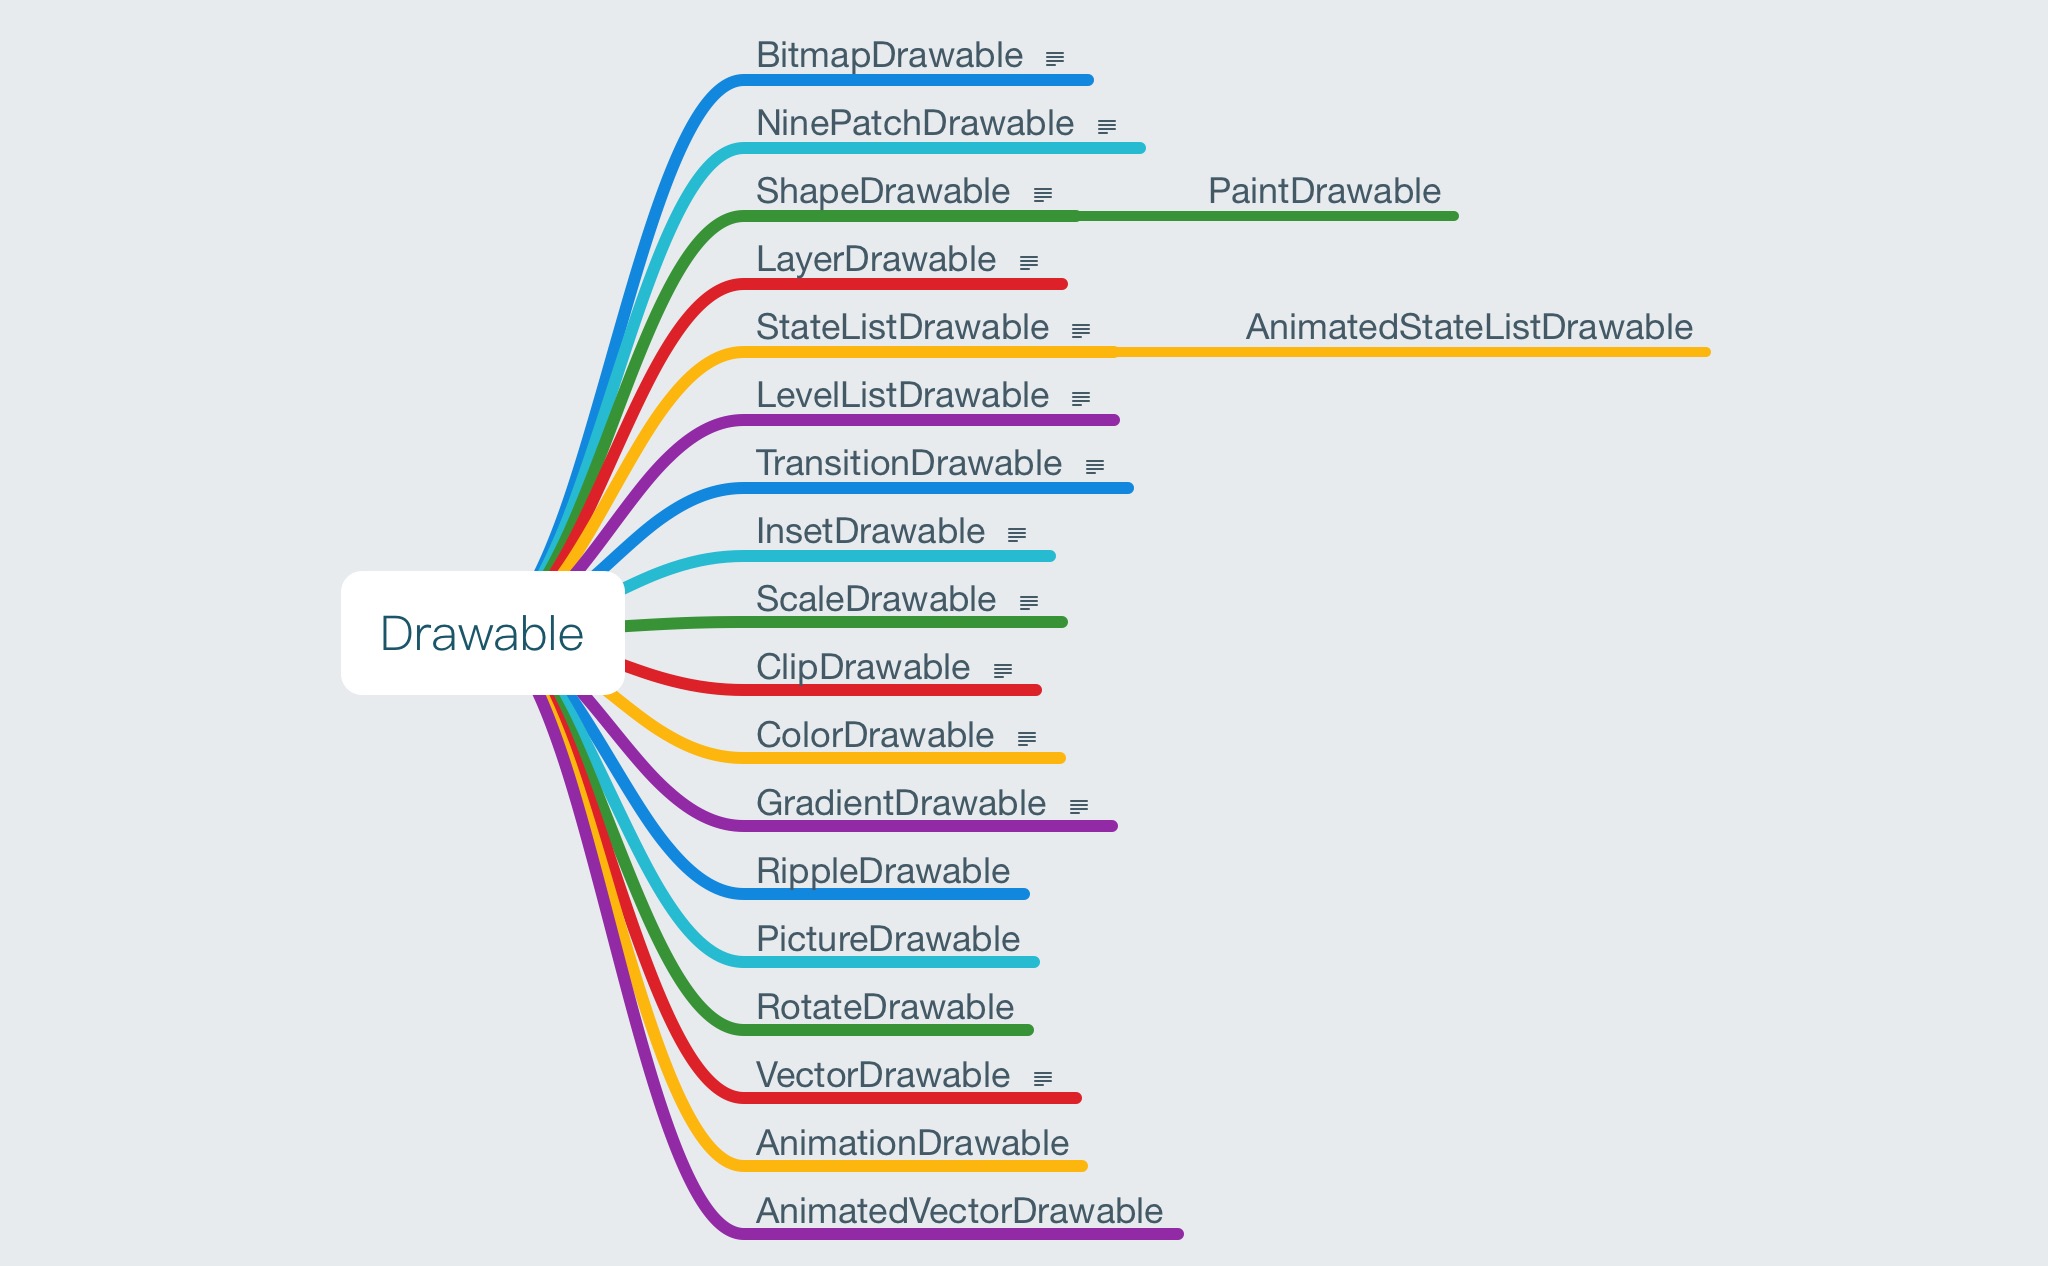 BitmapDrawable
NinePatchDrawable
ShapeDrawable
PaintDrawable
LayerDrawable
StateListDrawable
AnimatedStateListDrawable
LevelListDrawable
TransitionDrawable
InsetDrawable
Drawable
ScaleDrawable
ClipDrawable
ColorDrawable
GradientDrawable
RippleDrawable
PictureDrawable
RotateDrawable
VectorDrawable
AnimationDrawable
AnimatedVectorDrawable